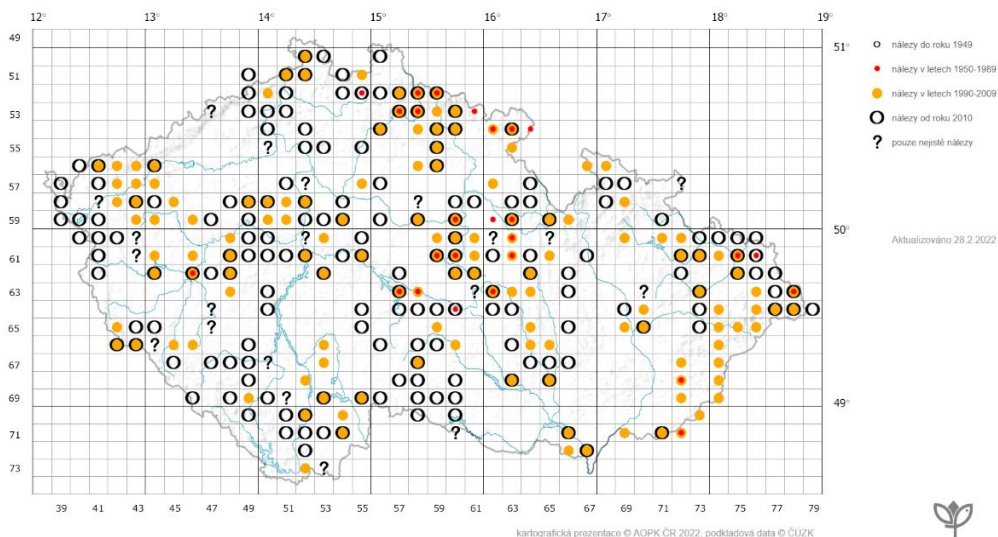 12° 13° 14° 15° 16° 17° 18° 19°
49 51°
51
53
55
57
59 50°
61
63
65
67
69 49°
71
73
39 41 43 45 47 49 51 53 55 57 59 61 63 65 67 69 71 73 75 77 79
nálezy do roku 1949
nálezy v letech 1950-1989
nálezy v letech 1990-2009
nálezy od roku 2010
? pouze nejisté nálezy
Aktualizováno 28.2.2022
kartografická prezentace © AOPK ČR 2022, podkladová data © ČÚZK